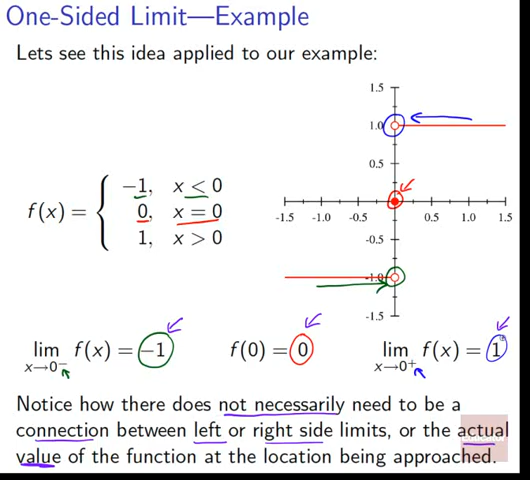 One-Sided Limit—Example
Lets see this idea applied to our example:
f(x) = { −1, x < 0
0, x = 0
1, x > 0
1.5
1.0
0.5
-1.5 -1.0 -0.5 0.5 1.0 1.5
-0.5
-1.0
-1.5
lim x→0⁻ f(x) = −1 f(0) = 0 lim x→0⁺ f(x) = 1
Notice how there does not necessarily need to be a
connection between left or right side limits, or the actual
value of the function at the location being approached.